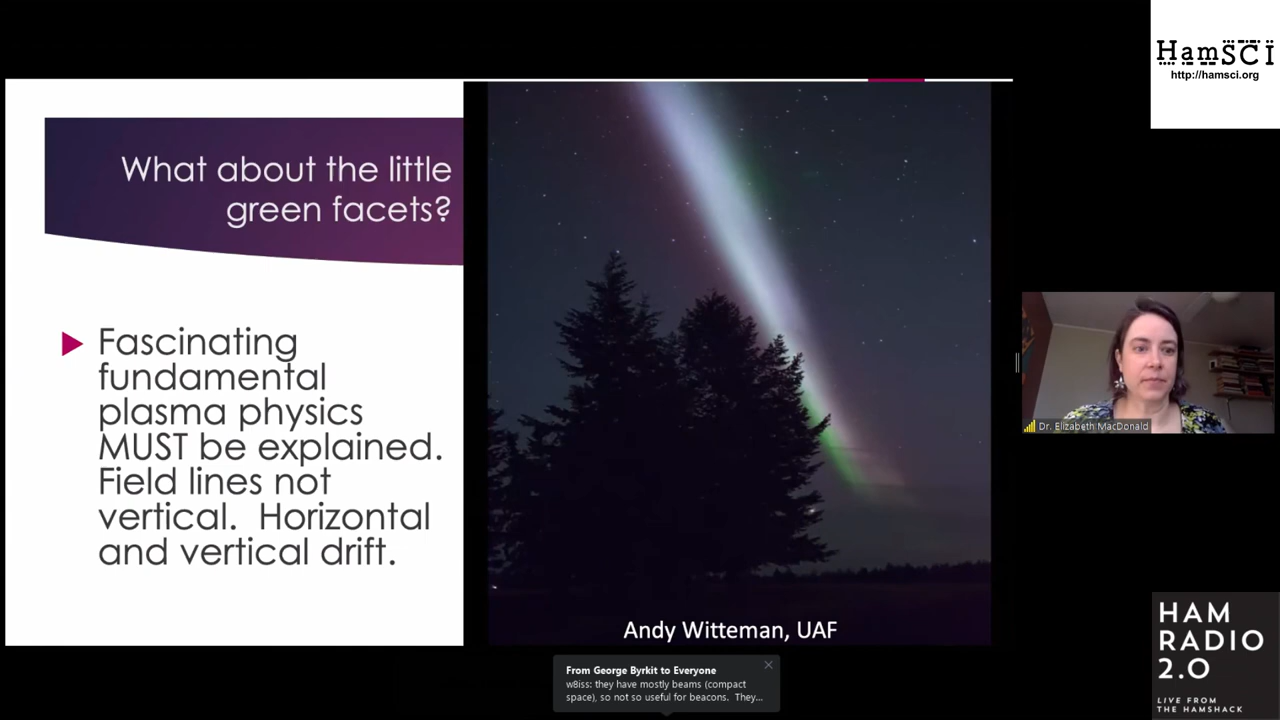 What about the little
green facets?
Fascinating
fundamental
plasma physics
MUST be explained.
Field lines not
vertical.  Horizontal
and vertical drift.
Andy Witteman, UAF
From George Byrkit to Everyone
w8iss: they have mostly beams (compact
space), so not so useful for beacons.  They...
HamSCI
http://hamsci.org
Dr. Elizabeth MacDonald
HAM
RADIO
2.0
LIVE FROM
THE HAMSHACK